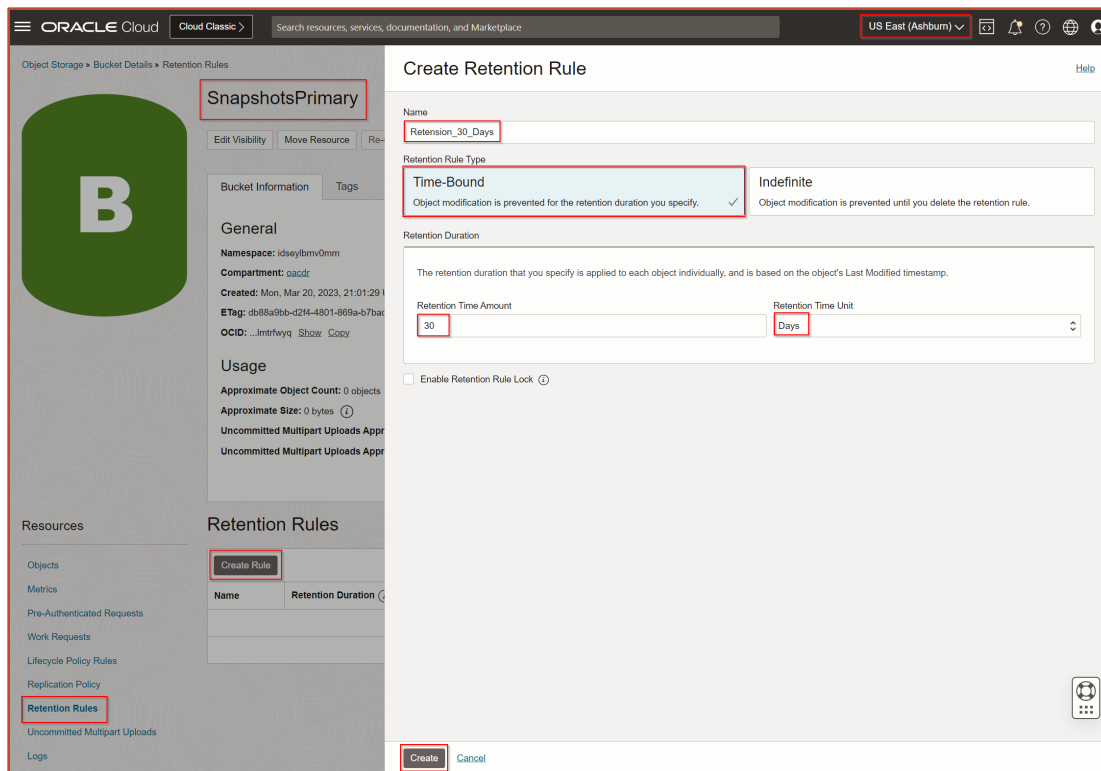 ORACLE Cloud
Cloud Classic >
Search resources, services, documentation, and Marketplace
US East (Ashburn)
Object Storage » Bucket Details » Retention Rules
B
SnapshotsPrimary
Edit Visibility
Move Resource
Bucket Information
Tags
General
Namespace: idseylbmv0mm
Compartment: oacdr
Created: Mon, Mar 20, 2023, 21:01:29
ETag: db88a9bb-d2f4-4801-869a-b7bac
OCID: ...lmtrfwyq Show Copy
Usage
Approximate Object Count: 0 objects
Approximate Size: 0 bytes
Uncommitted Multipart Uploads Appr
Uncommitted Multipart Uploads Appr
Resources
Objects
Metrics
Pre-Authenticated Requests
Work Requests
Lifecycle Policy Rules
Replication Policy
Retention Rules
Uncommitted Multipart Uploads
Logs
Retention Rules
Create Rule
Name
Retention Duration
Create Retention Rule
Help
Name
Retension_30_Days
Retention Rule Type
Time-Bound
Object modification is prevented for the retention duration you specify.
Indefinite
Object modification is prevented until you delete the retention rule.
Retention Duration
The retention duration that you specify is applied to each object individually, and is based on the object's Last Modified timestamp.
Retention Time Amount
30
Retention Time Unit
Days
Enable Retention Rule Lock
Create
Cancel